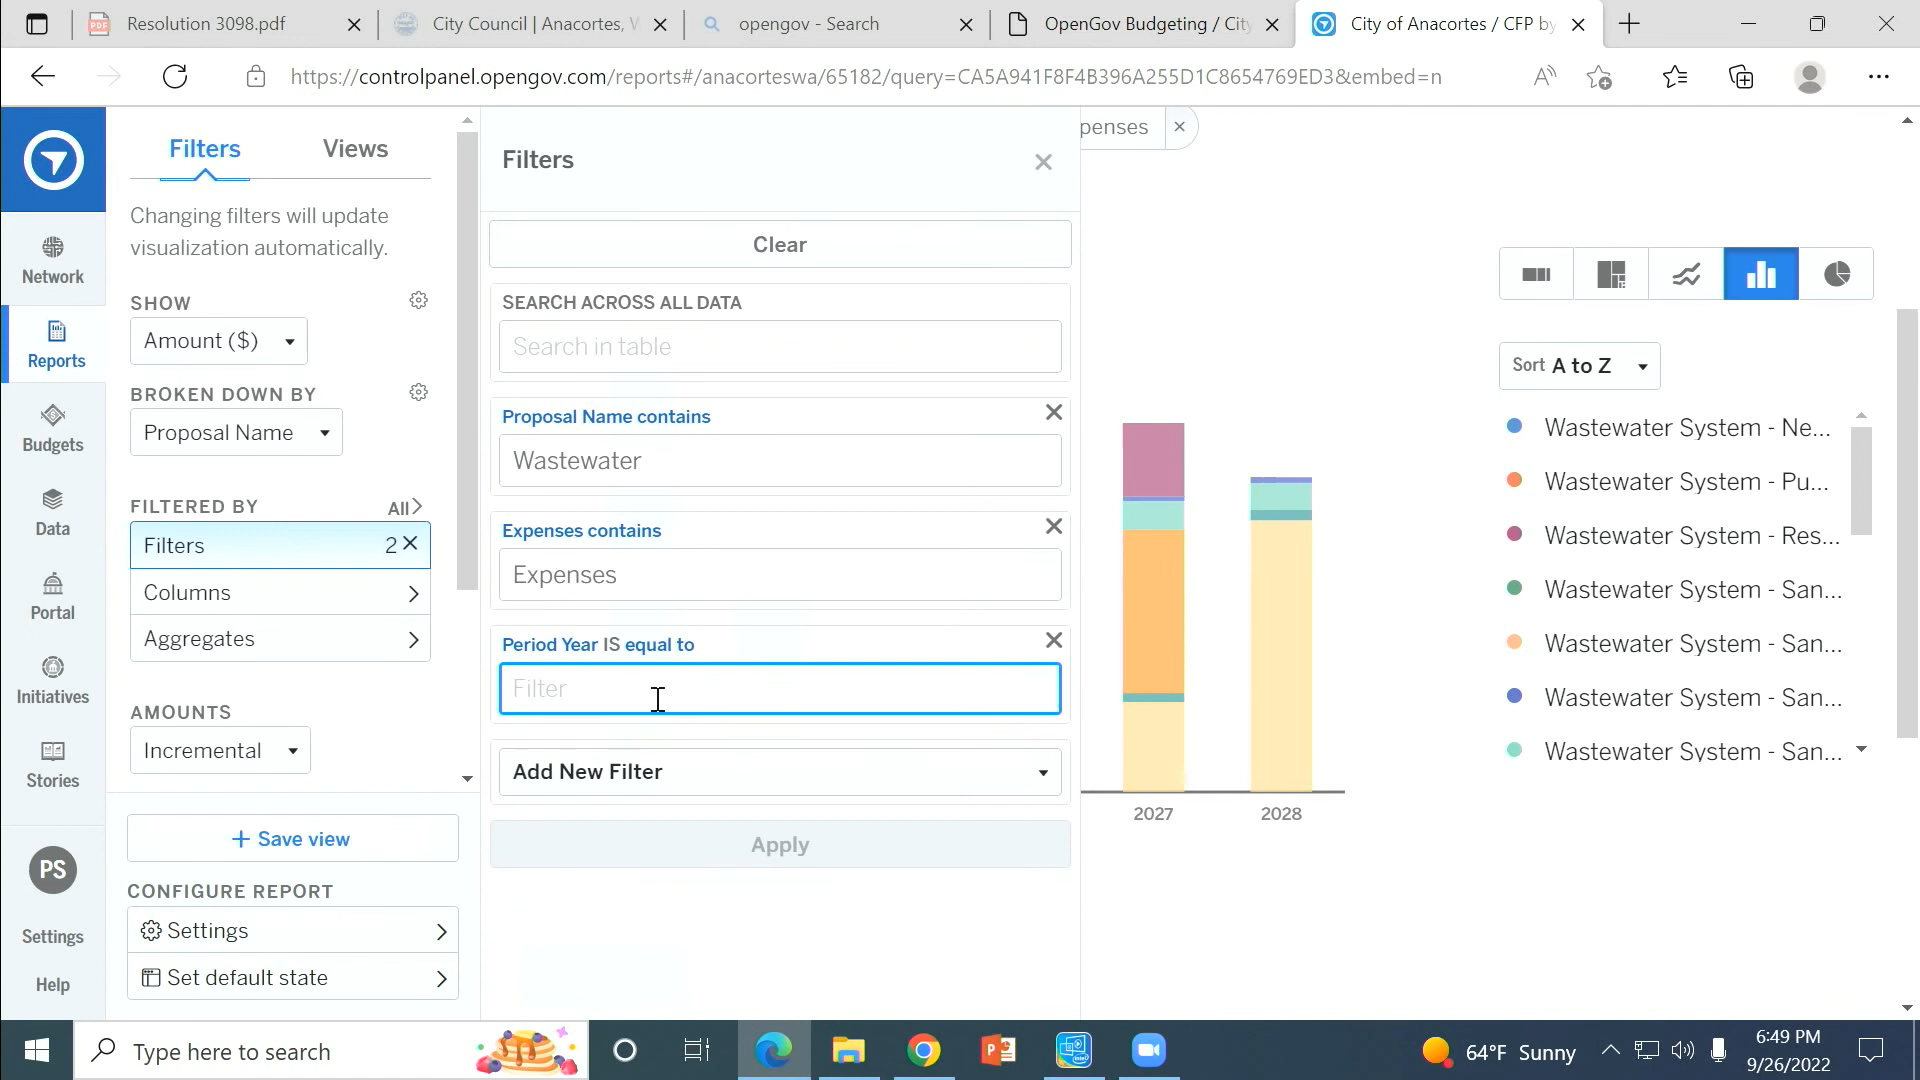 Resolution 3098.pdf
City Council | Anacortes, W
opengov - Search
OpenGov Budgeting / City
City of Anacortes / CFP by
https://controlpanel.opengov.com/reports#/anacorteswa/65182/query=CA5A941F8F4B396A255D1C8654769ED3&embed=n
Network
Reports
Budgets
Data
Portal
Initiatives
Stories
PS
Settings
Help
Filters
Views
Changing filters will update
visualization automatically.
SHOW
Amount ($)
BROKEN DOWN BY
Proposal Name
FILTERED BY
All
Filters 2
Columns
Aggregates
AMOUNTS
Incremental
+ Save view
CONFIGURE REPORT
Settings
Set default state
Filters
Clear
SEARCH ACROSS ALL DATA
Search in table
Proposal Name contains
Wastewater
Expenses contains
Expenses
Period Year IS equal to
Filter
Add New Filter
Apply
penses
2027
2028
Sort A to Z
Wastewater System - Ne...
Wastewater System - Pu...
Wastewater System - Res...
Wastewater System - San...
Wastewater System - San...
Wastewater System - San...
Wastewater System - San...
Type here to search
64°F Sunny
6:49 PM
9/26/2022